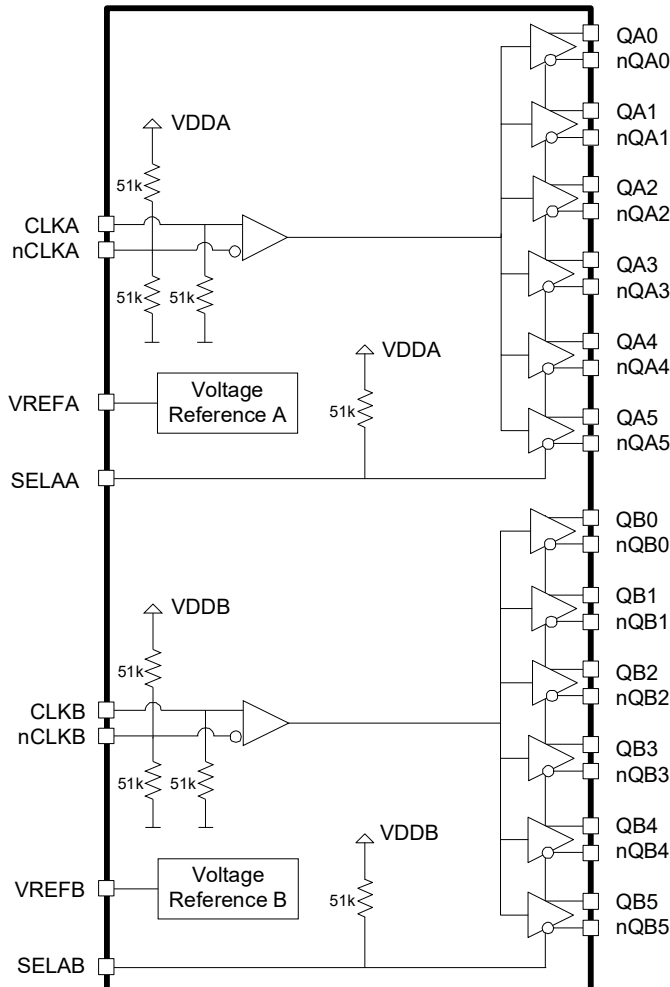 QA0
nQA0
QA1
nQA1
VDDA
51k
QA2
nQA2
CLKA
nCLKA
QA3
nQA3
51k
51k
QA4
nQA4
VDDA
VREFA
Voltage
Reference A
51k
QA5
nQA5
SELAA
QB0
nQB0
QB1
nQB1
VDDB
51k
QB2
nQB2
CLKB
nCLKB
QB3
nQB3
51k
51k
QB4
nQB4
VDDB
VREFB
Voltage
Reference B
51k
QB5
nQB5
SELAB